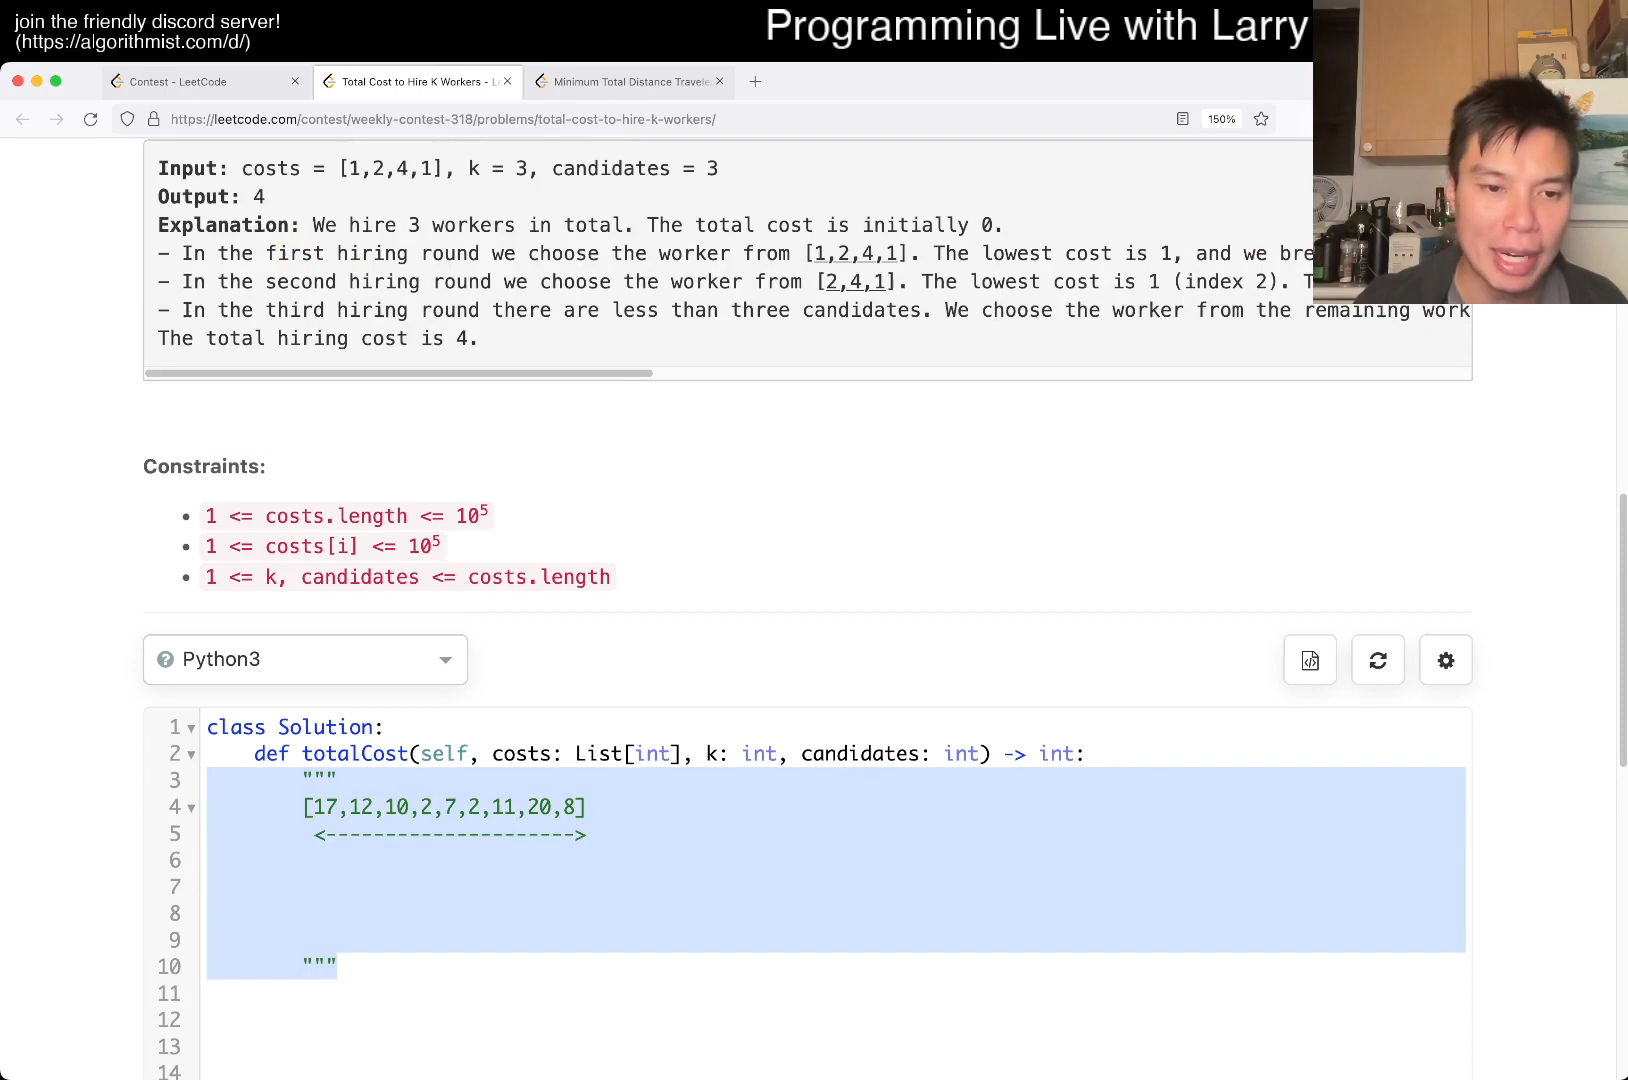 join the friendly discord server!
(https://algorithmist.com/d/)
Programming Live with Larry
Contest - LeetCode
Total Cost to Hire K Workers - Le
Minimum Total Distance Travele
https://leetcode.com/contest/weekly-contest-318/problems/total-cost-to-hire-k-workers/
150%
Input: costs = [1,2,4,1], k = 3, candidates = 3
Output: 4
Explanation: We hire 3 workers in total. The total cost is initially 0.
- In the first hiring round we choose the worker from [1,2,4,1]. The lowest cost is 1, and we bre
- In the second hiring round we choose the worker from [2,4,1]. The lowest cost is 1 (index 2). T
- In the third hiring round there are less than three candidates. We choose the worker from the remaining work
The total hiring cost is 4.
Constraints:
1 <= costs.length <= 10^5
1 <= costs[i] <= 10^5
1 <= k, candidates <= costs.length
Python3
1 class Solution:
2 def totalCost(self, costs: List[int], k: int, candidates: int) -> int:
3 """
4 [17,12,10,2,7,2,11,20,8]
5 <--------------------->
6
7
8
9
10 """
11
12
13
14